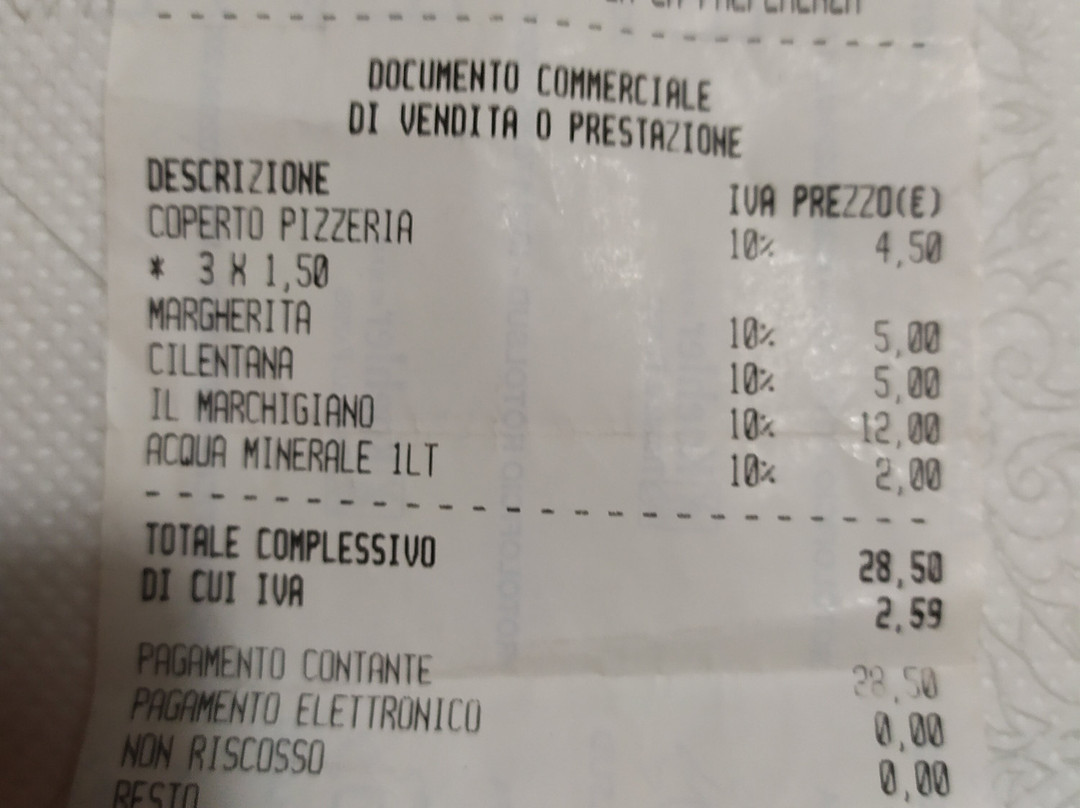 DOCUMENTO COMMERCIALE
DI VENDITA O PRESTAZIONE
DESCRIZIONE IVA PREZZO(€)
COPERTO PIZZERIA 10% 4,50
* 3 X 1,50
MARGHERITA 10% 5,00
CILENTANA 10% 5,00
IL MARCHIGIANO 10% 12,00
ACQUA MINERALE 1LT 10% 2,00
TOTALE COMPLESSIVO 28,50
DI CUI IVA 2,59
PAGAMENTO CONTANTE 28,50
PAGAMENTO ELETTRONICO 0,00
NON RISCOSSO 0,00
RESTO